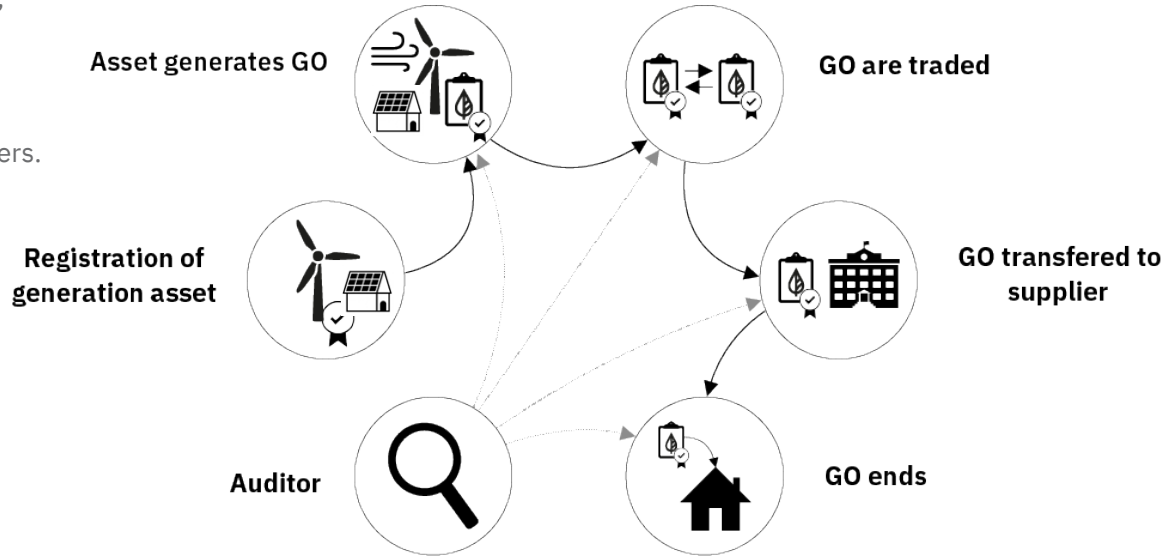 Asset generates GO
GO are traded
ers.
Registration of
generation asset
GO transfered to
supplier
Auditor
GO ends